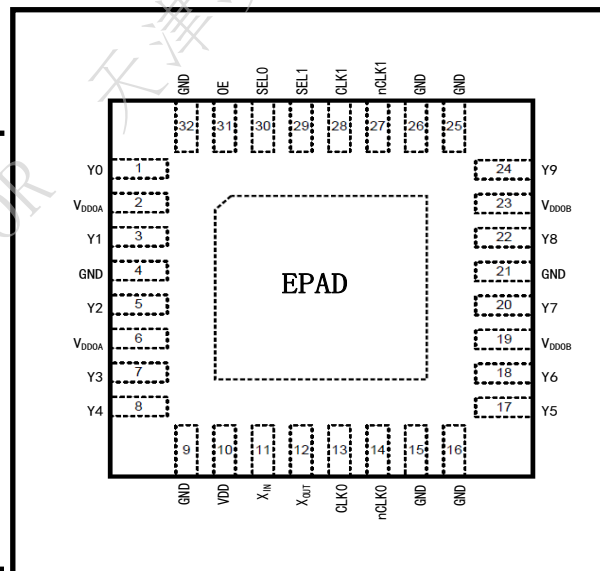 天津
OR
GND OE SEL0 SEL1 CLK1 nCLK1 GND GND
32 31 30 29 28 27 26 25
Y0 1 24 Y9
VDDOA 2 23 VDDOB
Y1 3 22 Y8
GND 4 21 GND
EPAD
Y2 5 20 Y7
VDDOA 6 19 VDDOB
Y3 7 18 Y6
Y4 8 17 Y5
9 10 11 12 13 14 15 16
GND VDD XIN XOUT CLK0 nCLK0 GND GND